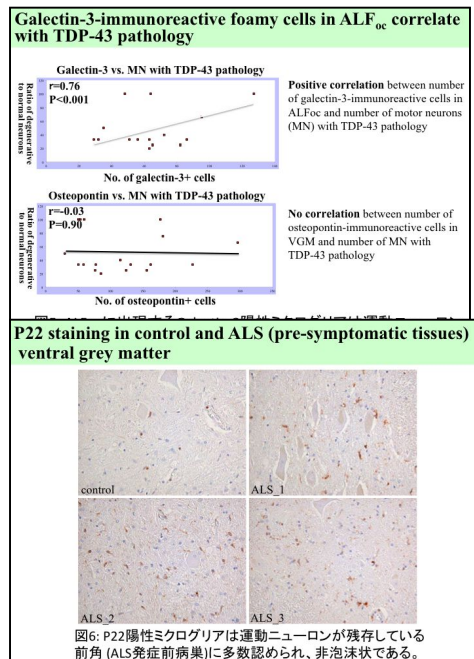 Galectin-3-immunoreactive foamy cells in ALFoc correlate
with TDP-43 pathology
Galectin-3 vs. MN with TDP-43 pathology
r=0.76
P<0.001
Ratio of degenerative
to normal neurons
No. of galectin-3+ cells
Positive correlation between number
of galectin-3-immunoreactive cells in
ALFoc and number of motor neurons
(MN) with TDP-43 pathology
Osteopontin vs. MN with TDP-43 pathology
r=-0.03
P=0.90
Ratio of degenerative
to normal neurons
No. of osteopontin+ cells
No correlation between number of
osteopontin-immunoreactive cells in
VGM and number of MN with
TDP-43 pathology
P22 staining in control and ALS (pre-symptomatic tissues)
ventral grey matter
control
ALS_1
ALS_2
ALS_3
図6: P22陽性ミクログリアは運動ニューロンが残存している
前角 (ALS発症前病巣)に多数認められ、非泡沫状である。